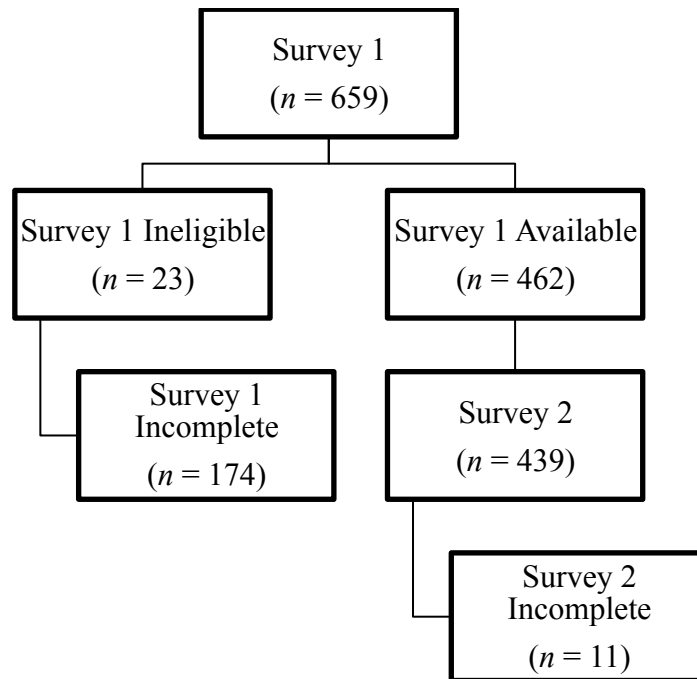 Survey 1
(n = 659)
Survey 1 Ineligible
(n = 23)
Survey 1 Available
(n = 462)
Survey 1
Incomplete
(n = 174)
Survey 2
(n = 439)
Survey 2
Incomplete
(n = 11)